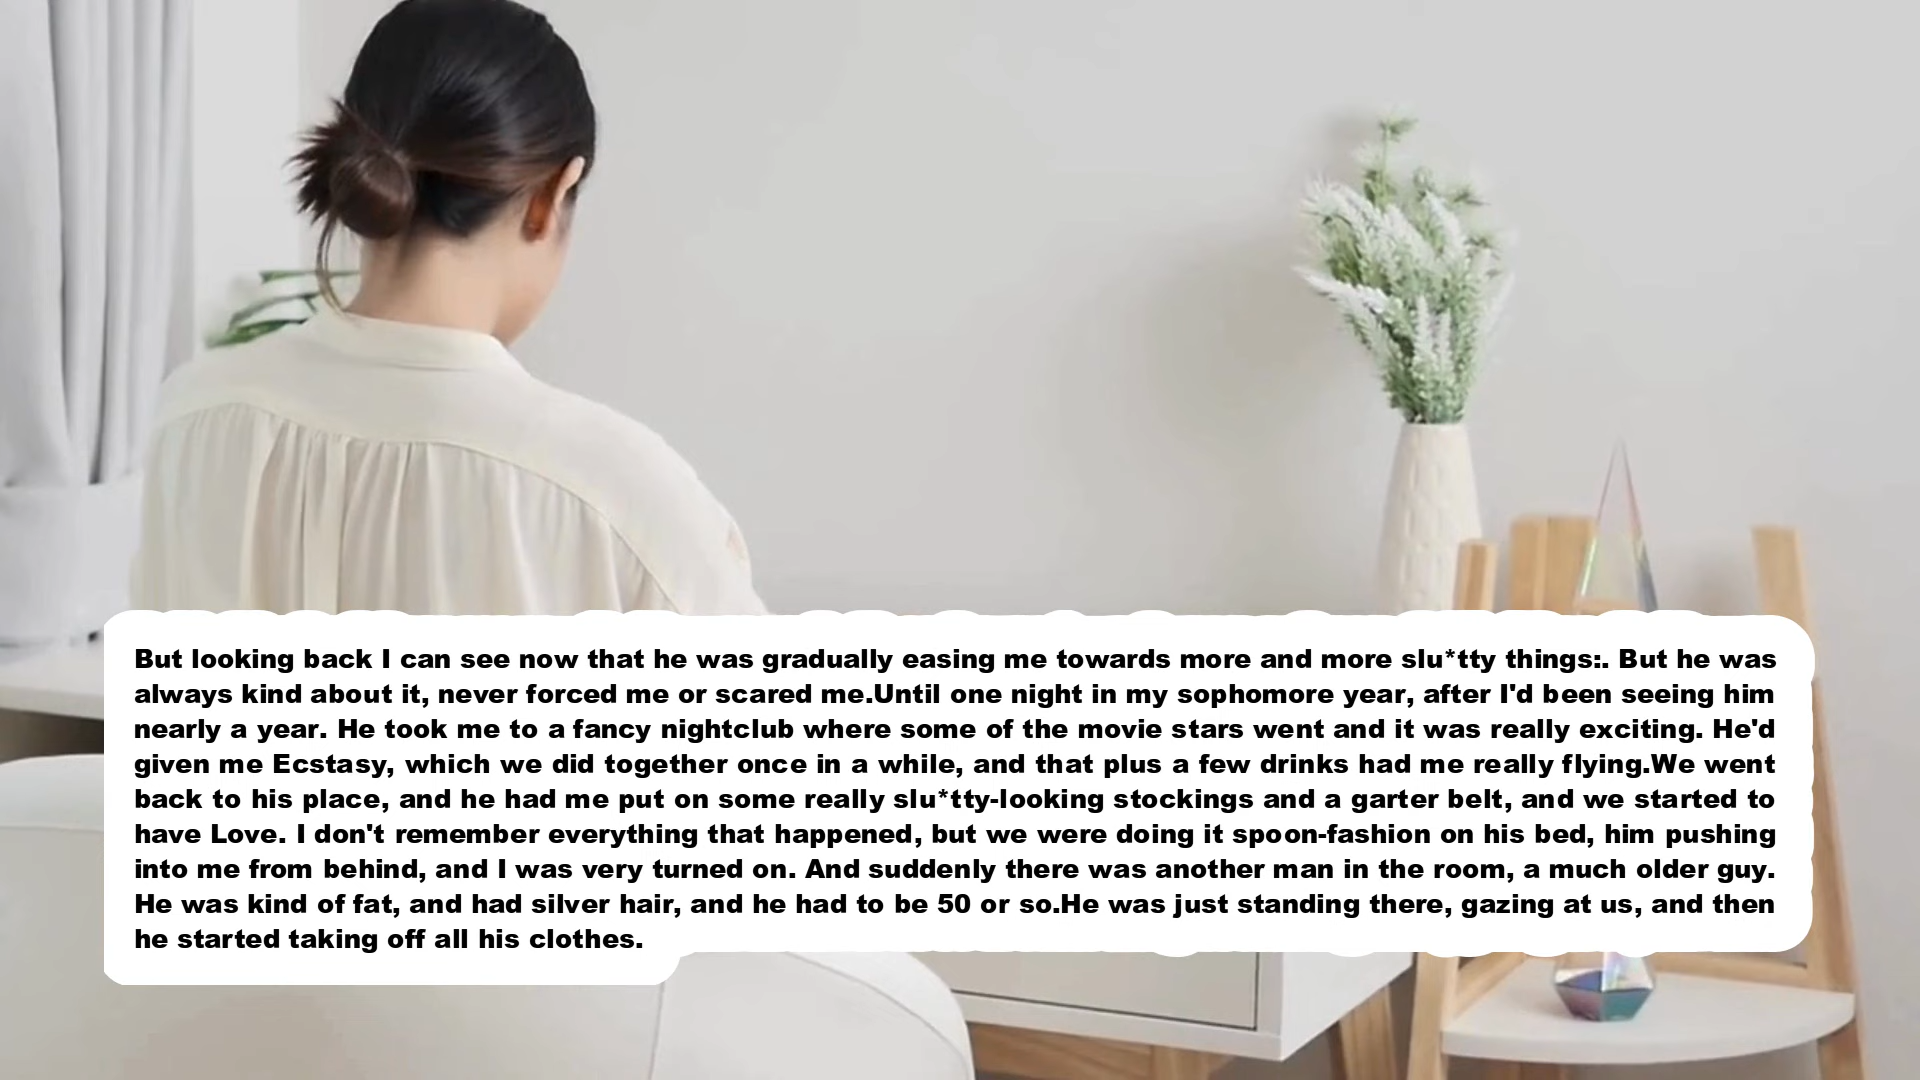 But looking back I can see now that he was gradually easing me towards more and more slu*tty things:. But he was
always kind about it, never forced me or scared me.Until one night in my sophomore year, after I'd been seeing him
nearly a year. He took me to a fancy nightclub where some of the movie stars went and it was really exciting. He'd
given me Ecstasy, which we did together once in a while, and that plus a few drinks had me really flying.We went
back to his place, and he had me put on some really slu*tty-looking stockings and a garter belt, and we started to
have Love. I don't remember everything that happened, but we were doing it spoon-fashion on his bed, him pushing
into me from behind, and I was very turned on. And suddenly there was another man in the room, a much older guy.
He was kind of fat, and had silver hair, and he had to be 50 or so.He was just standing there, gazing at us, and then
he started taking off all his clothes.